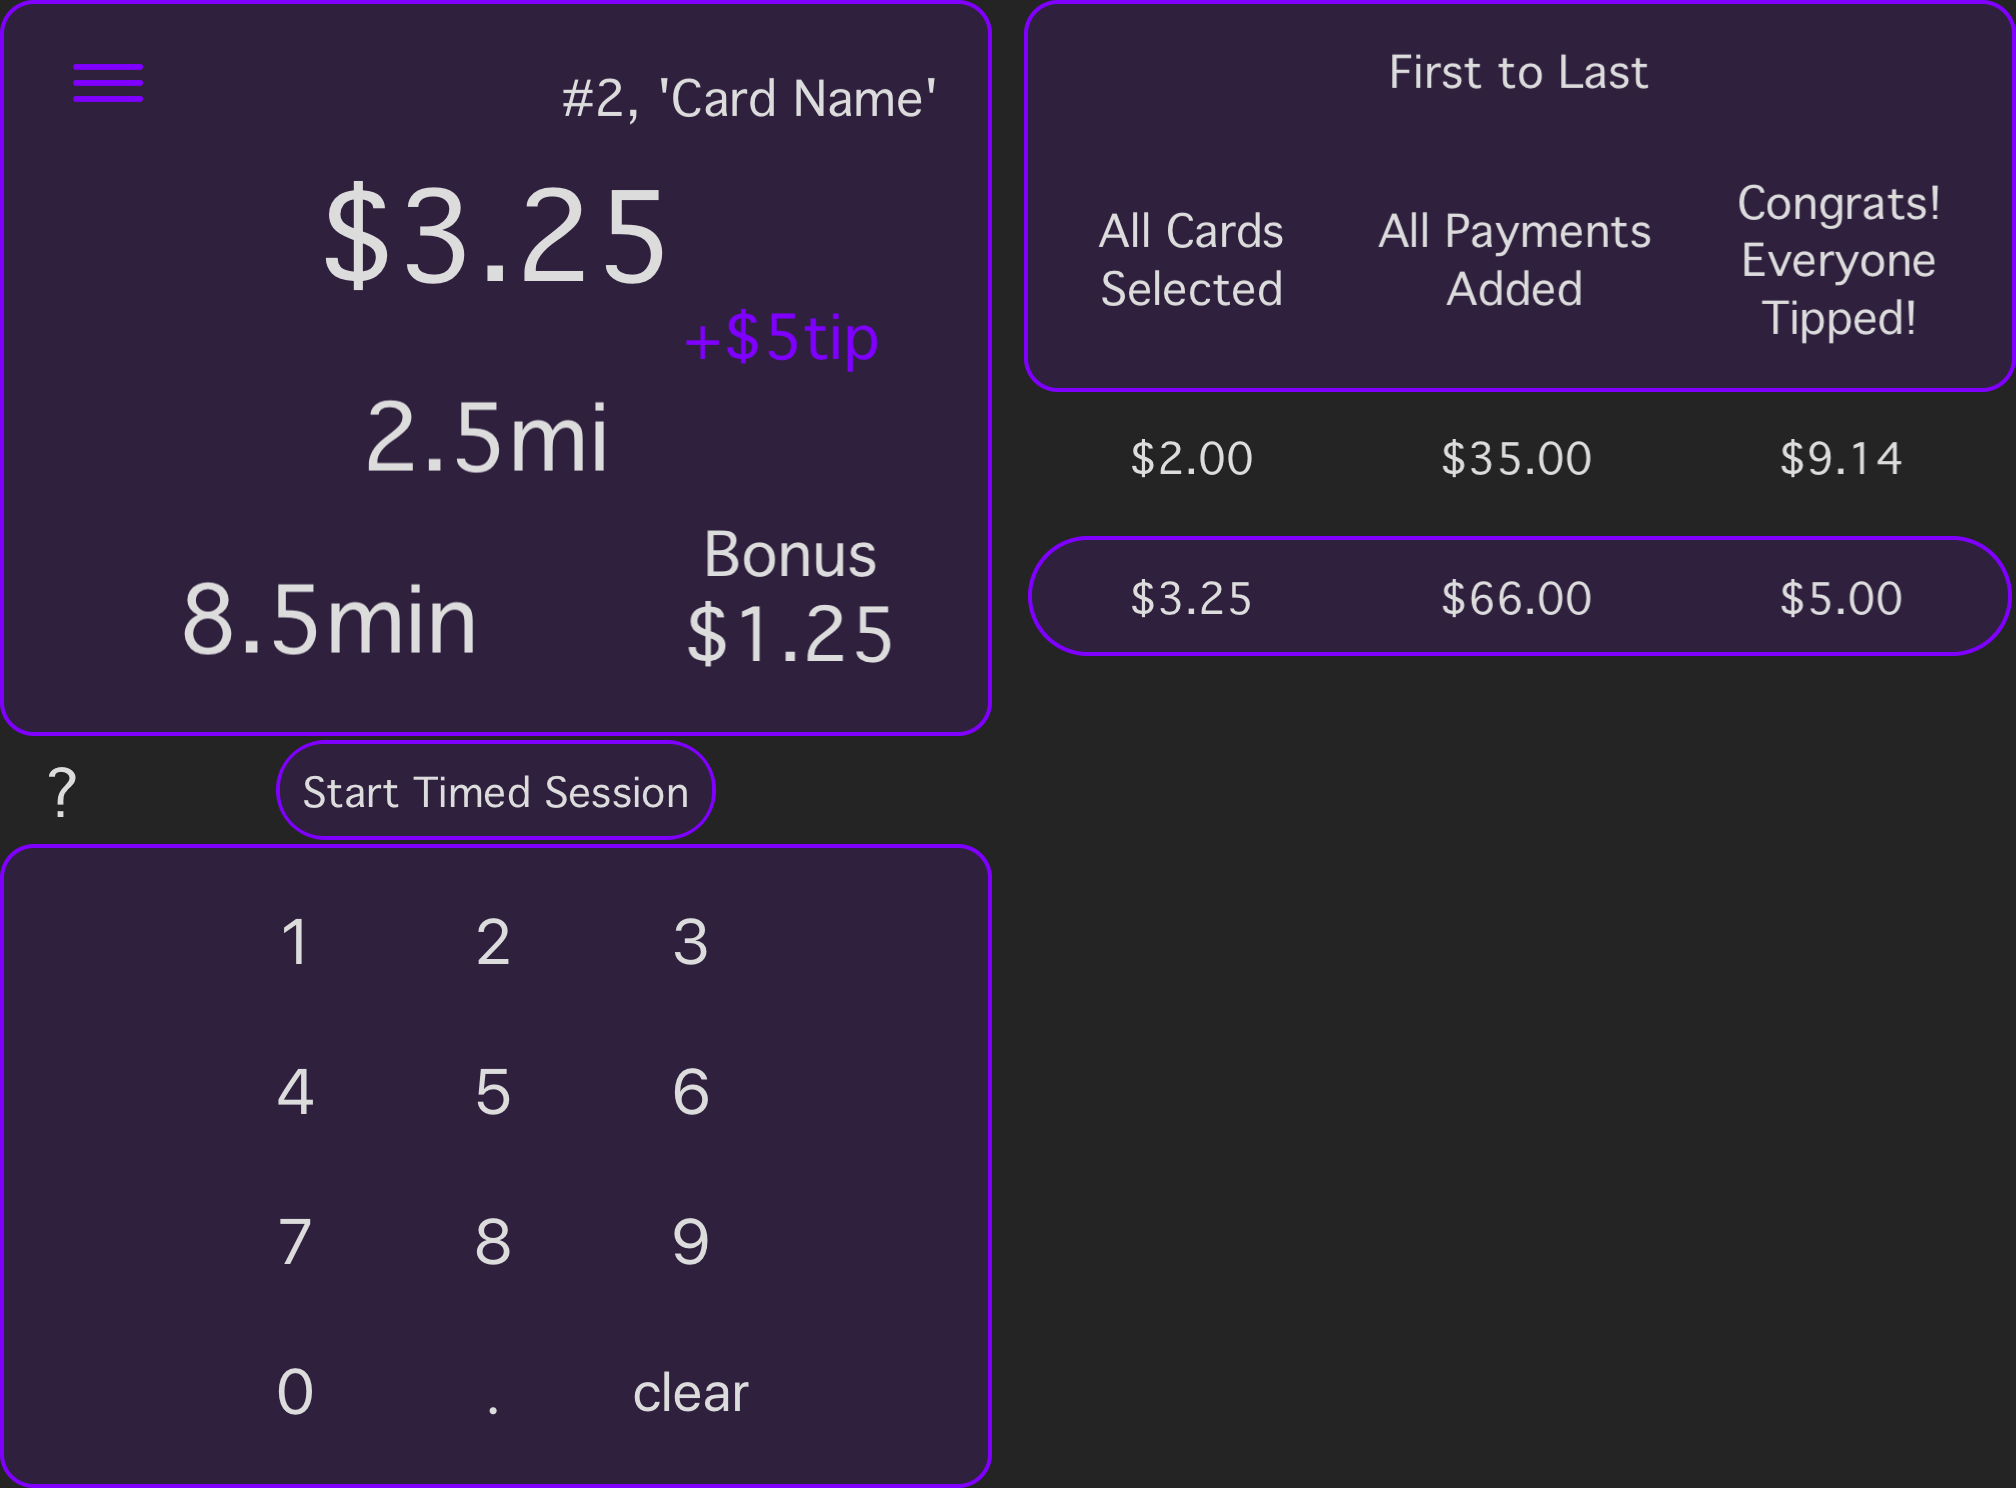 #2, 'Card Name'
$3.25
+$5tip
2.5mi
8.5min
Bonus
$1.25
?
Start Timed Session
1 2 3
4 5 6
7 8 9
0 . clear
First to Last
All Cards
Selected
All Payments
Added
Congrats!
Everyone
Tipped!
$2.00 $35.00 $9.14
$3.25 $66.00 $5.00